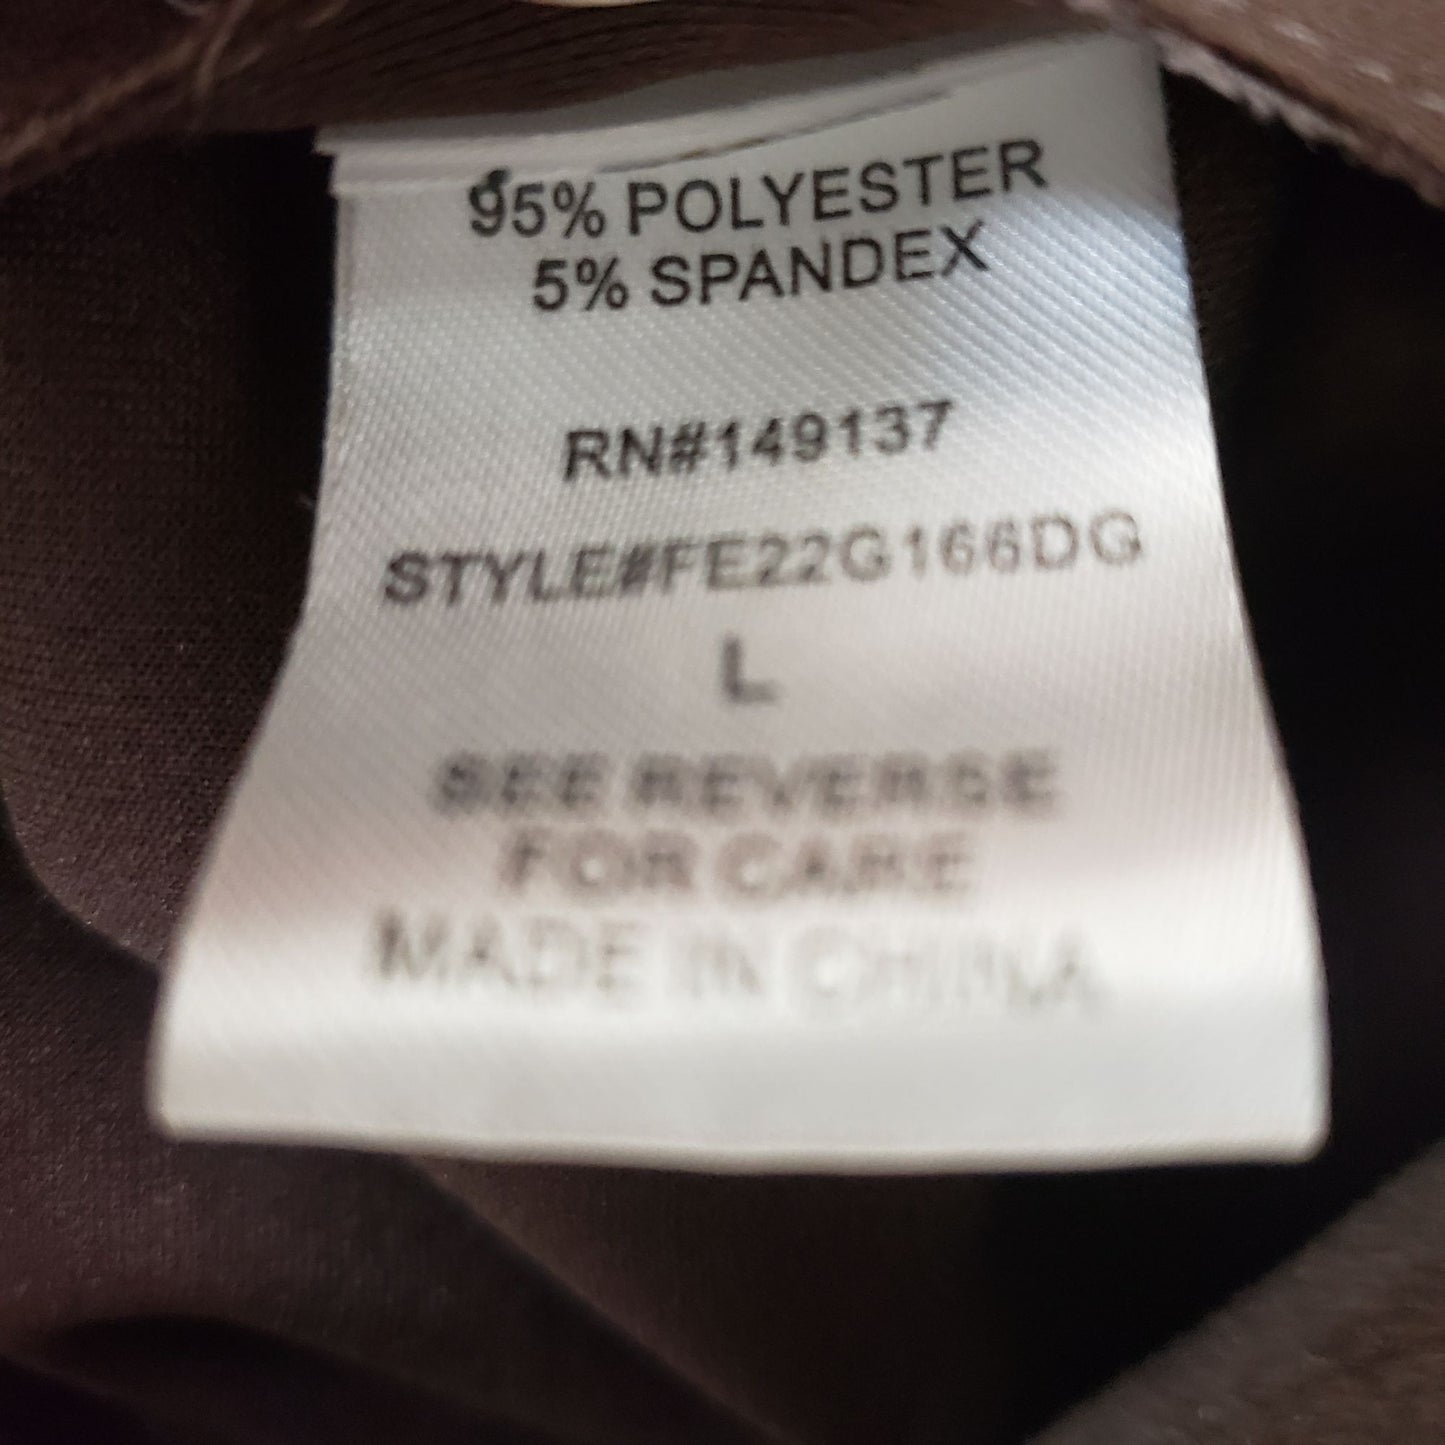 95% POLYESTER
5% SPANDEX
RN#149137
STYLE#FE22G166DG
L
SEE REVERSE
FOR CARE
MADE IN CHINA